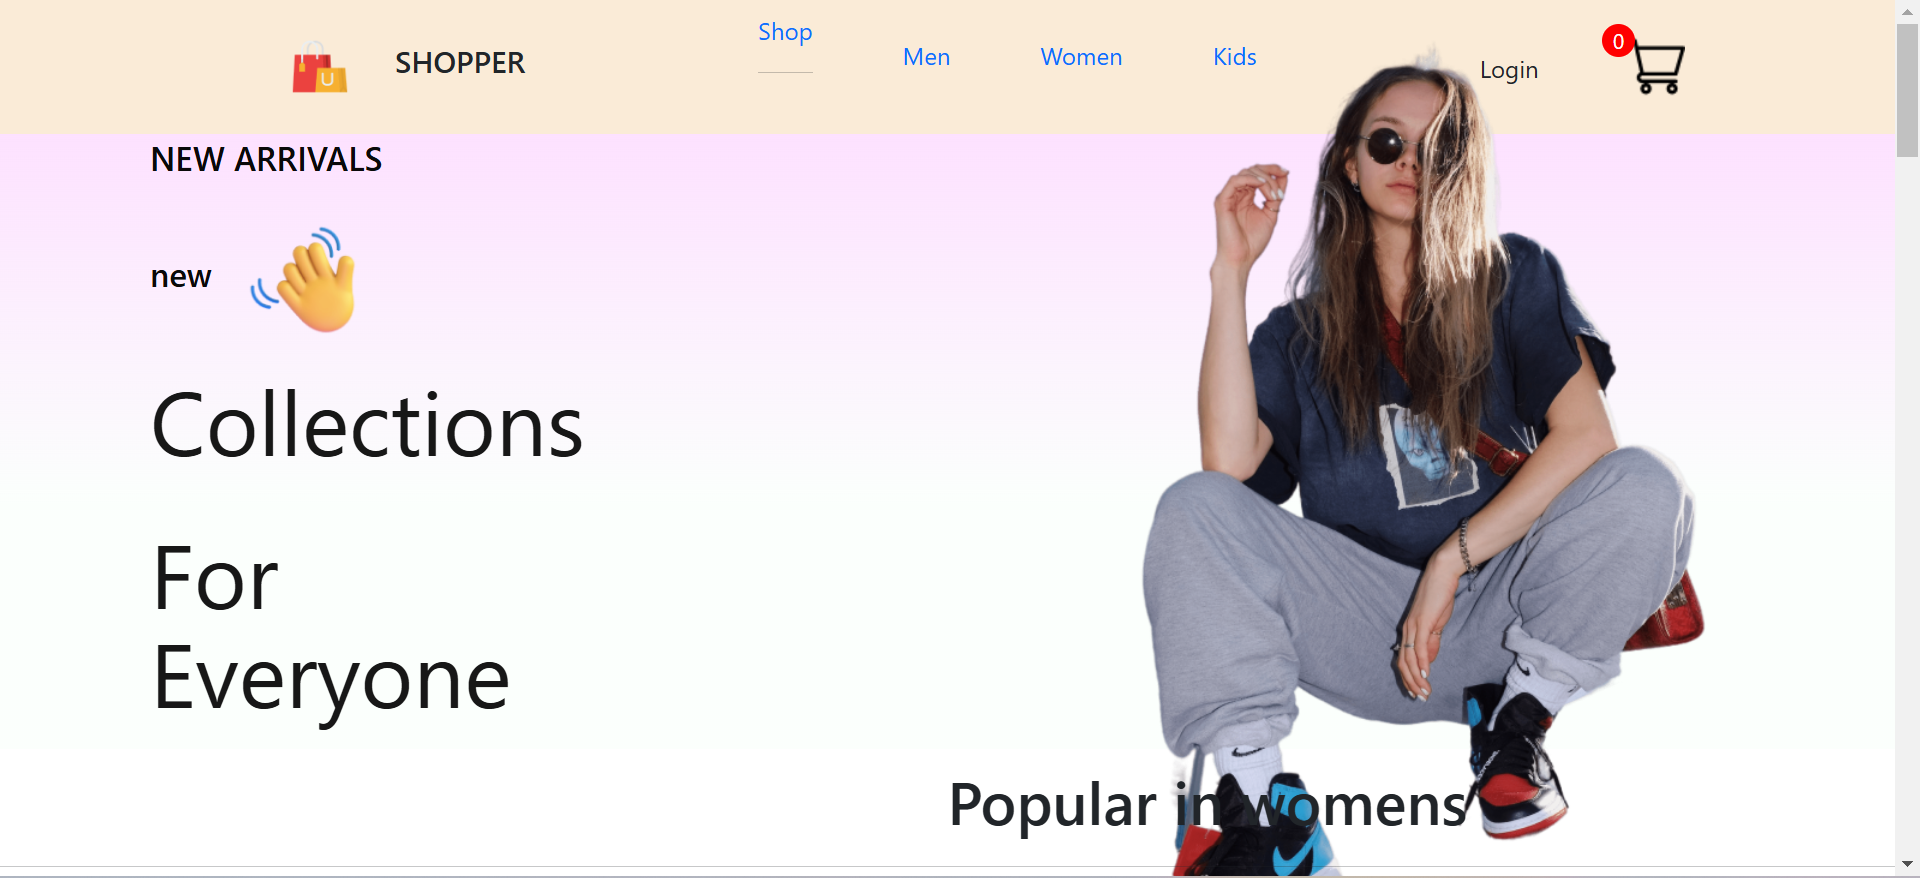 SHOPPER
Shop
Men
Women
Kids
Login
0
NEW ARRIVALS
new
Collections
For
Everyone
Popular in womens